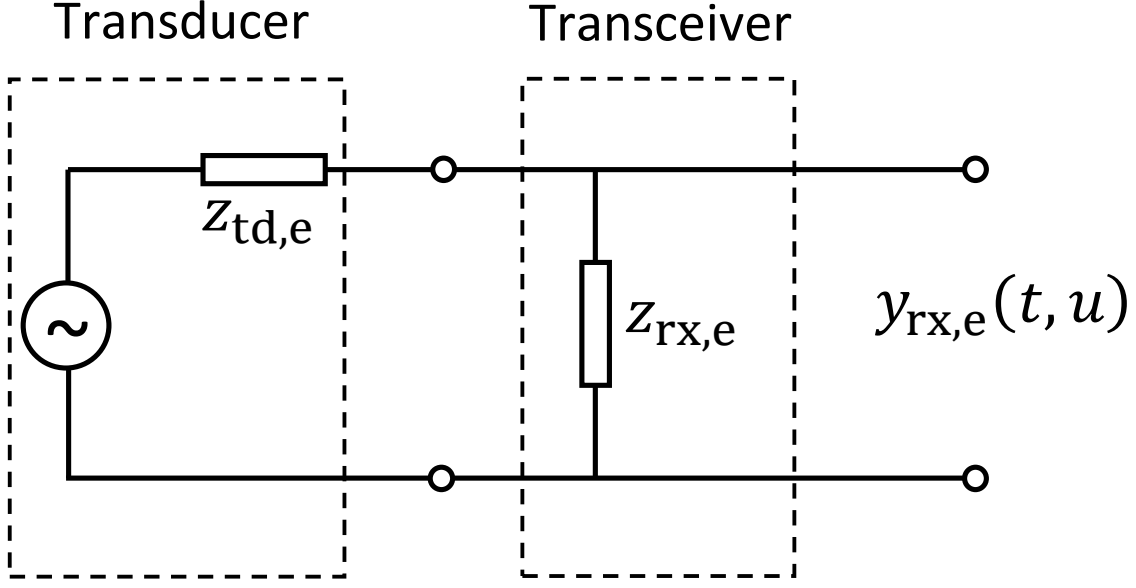 Transducer
Transceiver
z_td,e
~
z_rx,e
y_rx,e(t, u)